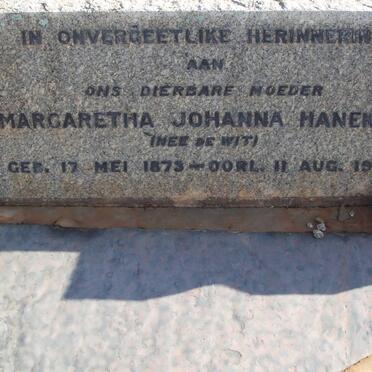 IN ONVERGEETLIKE HERINNERIN
AAN
ONS DIERBARE MOEDER
MARGARETHA JOHANNA HANEK
(NEE DE WIT)
GEB. 17 MEI 1873 — OORL. 11 AUG. 19